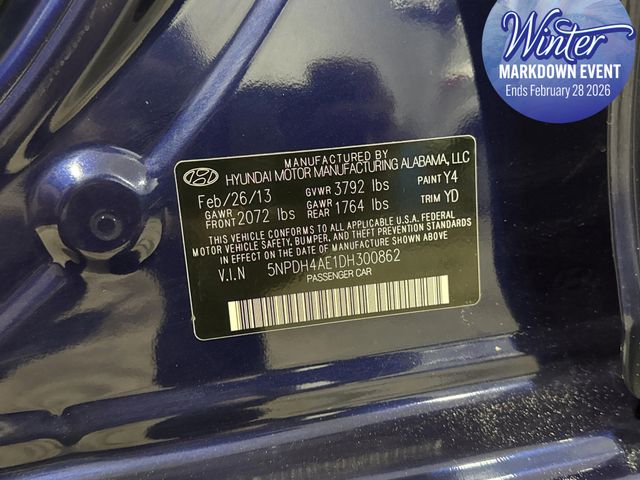 Winter
MARKDOWN EVENT
Ends February 28 2026
MANUFACTURED BY
HYUNDAI MOTOR MANUFACTURING ALABAMA, LLC
Feb/26/13 GVWR 3792 lbs PAINT Y4
GAWR FRONT 2072 lbs GAWR REAR 1764 lbs TRIM YD
THIS VEHICLE CONFORMS TO ALL APPLICABLE U.S.A. FEDERAL
MOTOR VEHICLE SAFETY, BUMPER, AND THEFT PREVENTION STANDARDS
IN EFFECT ON THE DATE OF MANUFACTURE SHOWN ABOVE
V.I.N 5NPDH4AE1DH300862
PASSENGER CAR